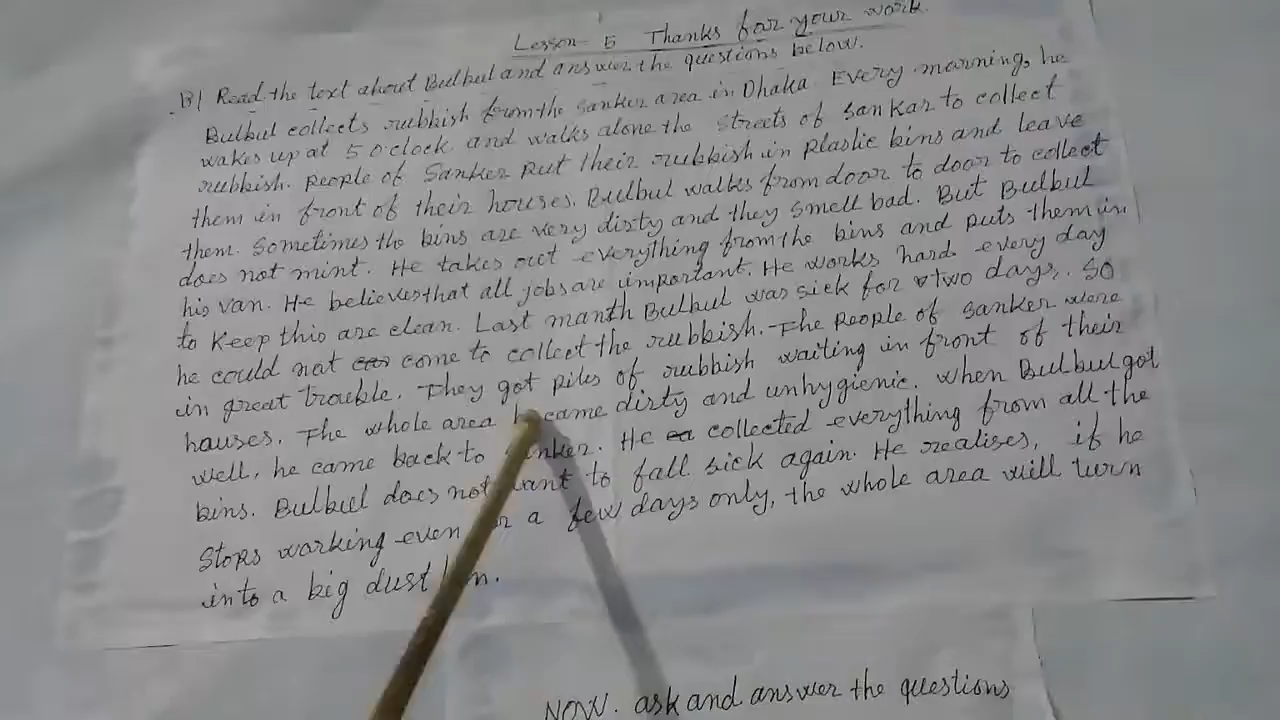 Lesson 5 Thanks for your work.
B/ Read the text about Bulbul and answer the questions below.
Bulbul collects rubbish from the Sanker area in Dhaka. Every morning, he
wakes up at 5 o'clock and walks alone the streets of Sankar to collect
rubbish. People of Sanker Put their rubbish in Plastic bins and leave
them in front of their houses. Bulbul walks from door to door to collect
them. Sometimes the bins are very dirty and they smell bad. But Bulbul
does not mint. He takes out everything from the bins and puts them in
his van. He believes that all jobs are important. He works hard every day
to Keep this are clean. Last manth Bulbul was sick for two days,. So
he could not come to collect the rubbish. The People of Sanker were
in great trouble. They got piles of rubbish waiting in front of their
houses. The whole area became dirty and unhygienic. When Bulbul got
well, he came back to Sanker. He collected everything from all the
bins. Bulbul does not want to fall sick again. He realises, if he
Stops working even for a few days only, the whole area will turn
into a big dust bin.
NOW. ask and answer the questions